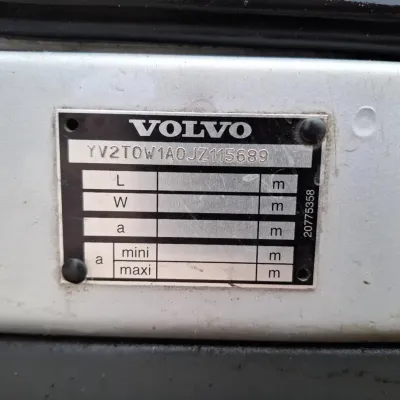 VOLVO
YV2T0W1A0JZ115689
L m
W m
a m
a mini m
maxi m
20775358